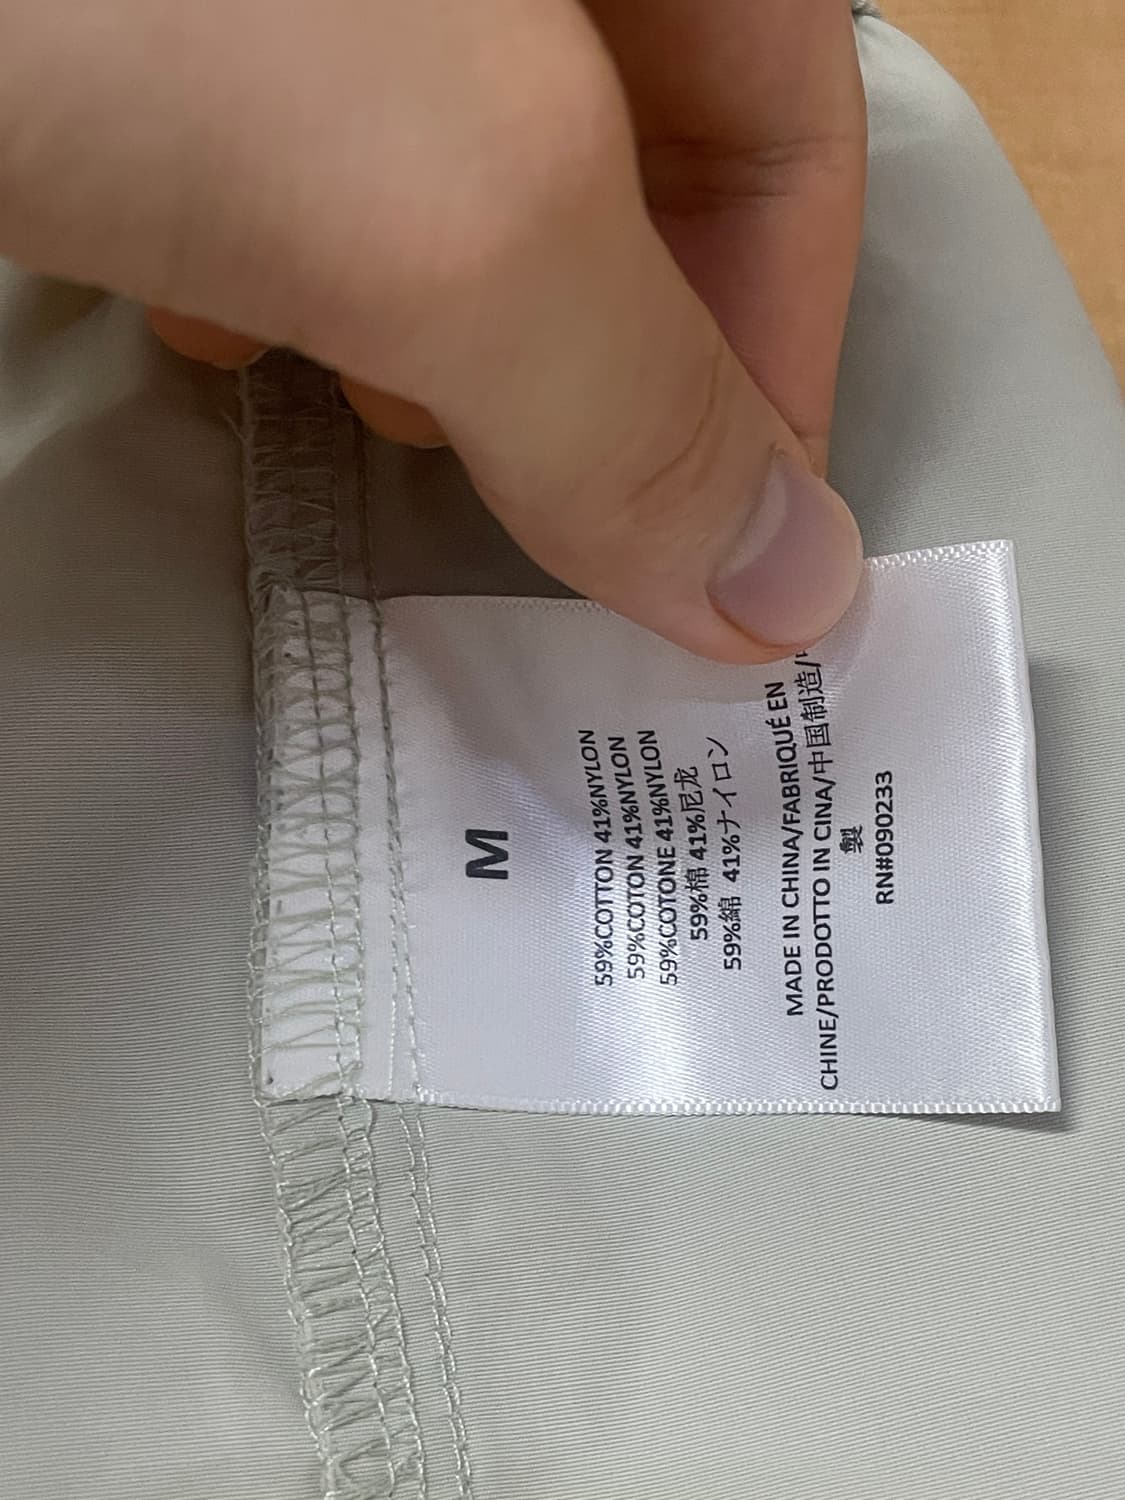 M
59%COTTON 41%NYLON
59%COTON 41%NYLON
59%COTONE 41%NYLON
59%棉 41%尼龙
59%綿 41%ナイロン
MADE IN CHINA/FABRIQUÉ EN
CHINE/PRODOTTO IN CINA/中国制造/
製
RN#090233